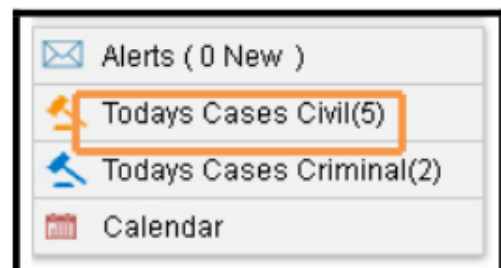 Alerts ( 0 New )
Todays Cases Civil(5)
Todays Cases Criminal(2)
Calendar